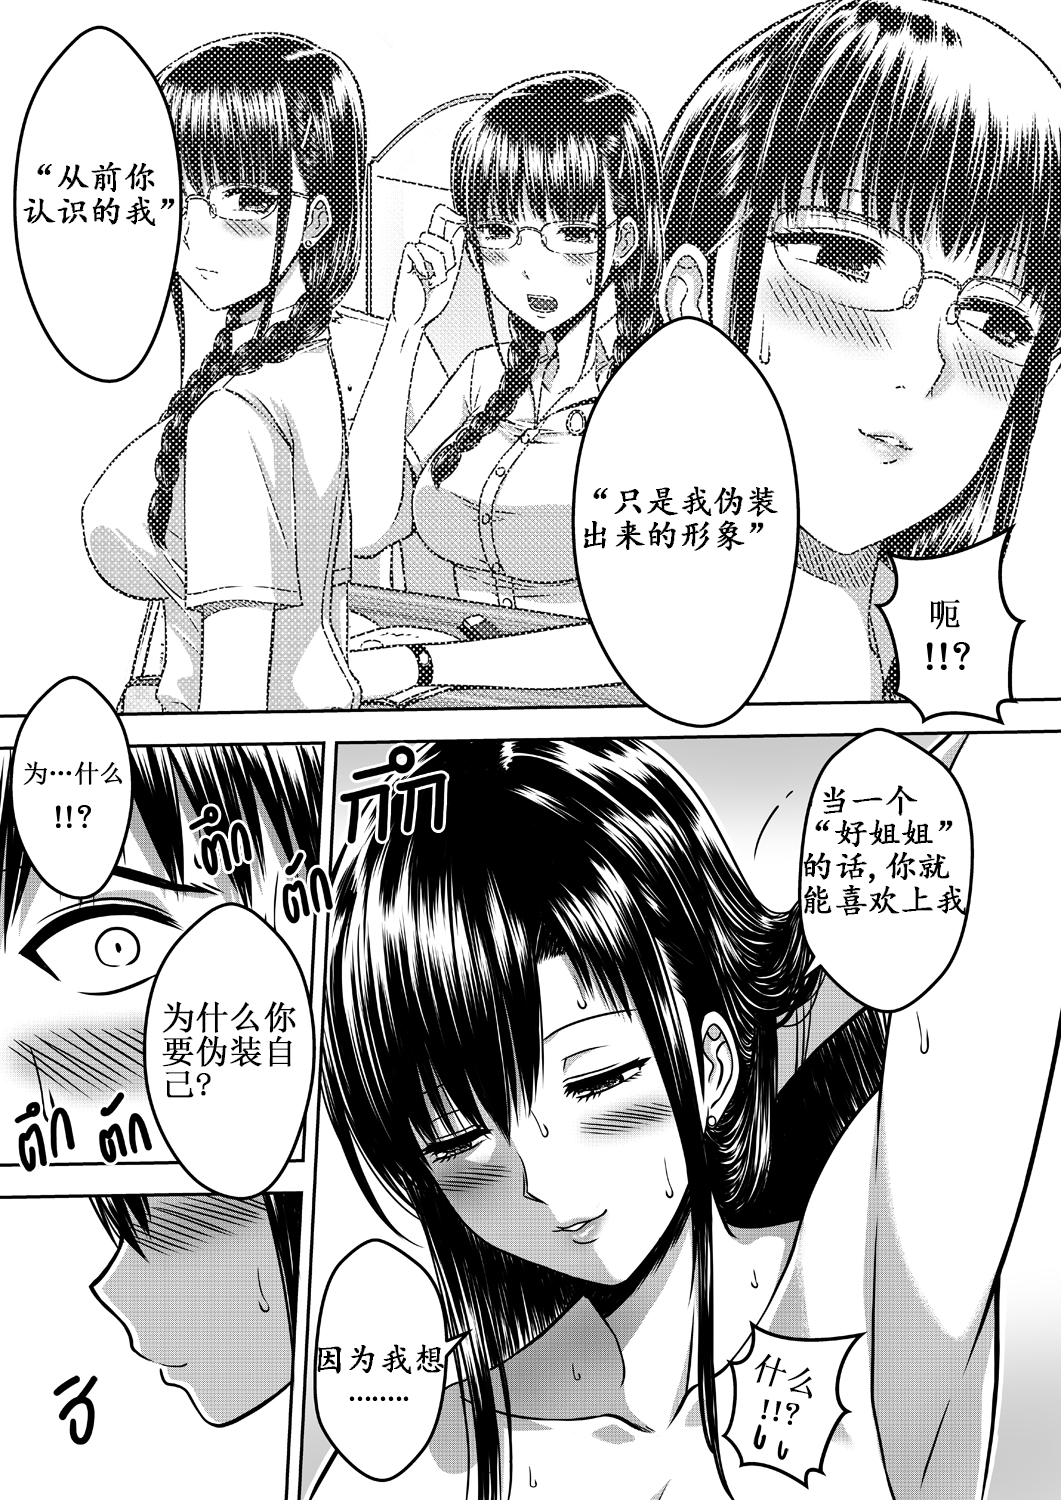 “从前你
认识的我”
“只是我伪装
出来的形象”
呃
!!?
为…什么
!!?
ตึก
ตัก
为什么你
要伪装自
己?
ตึก
ตัก
当一个
“好姐姐”
的话,你就
能喜欢上我
因为我想
………
什么
!!?